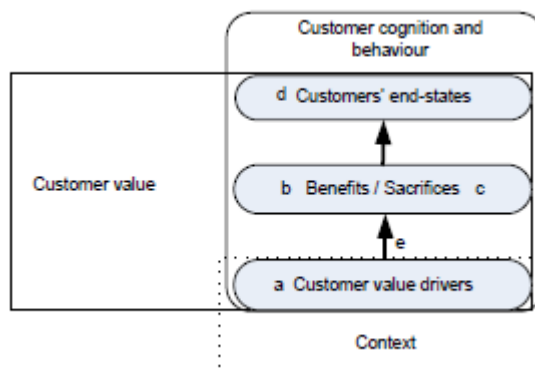 Customer cognition and
behaviour
d Customers' end-states
Customer value
b Benefits / Sacrifices c
e
a Customer value drivers
Context